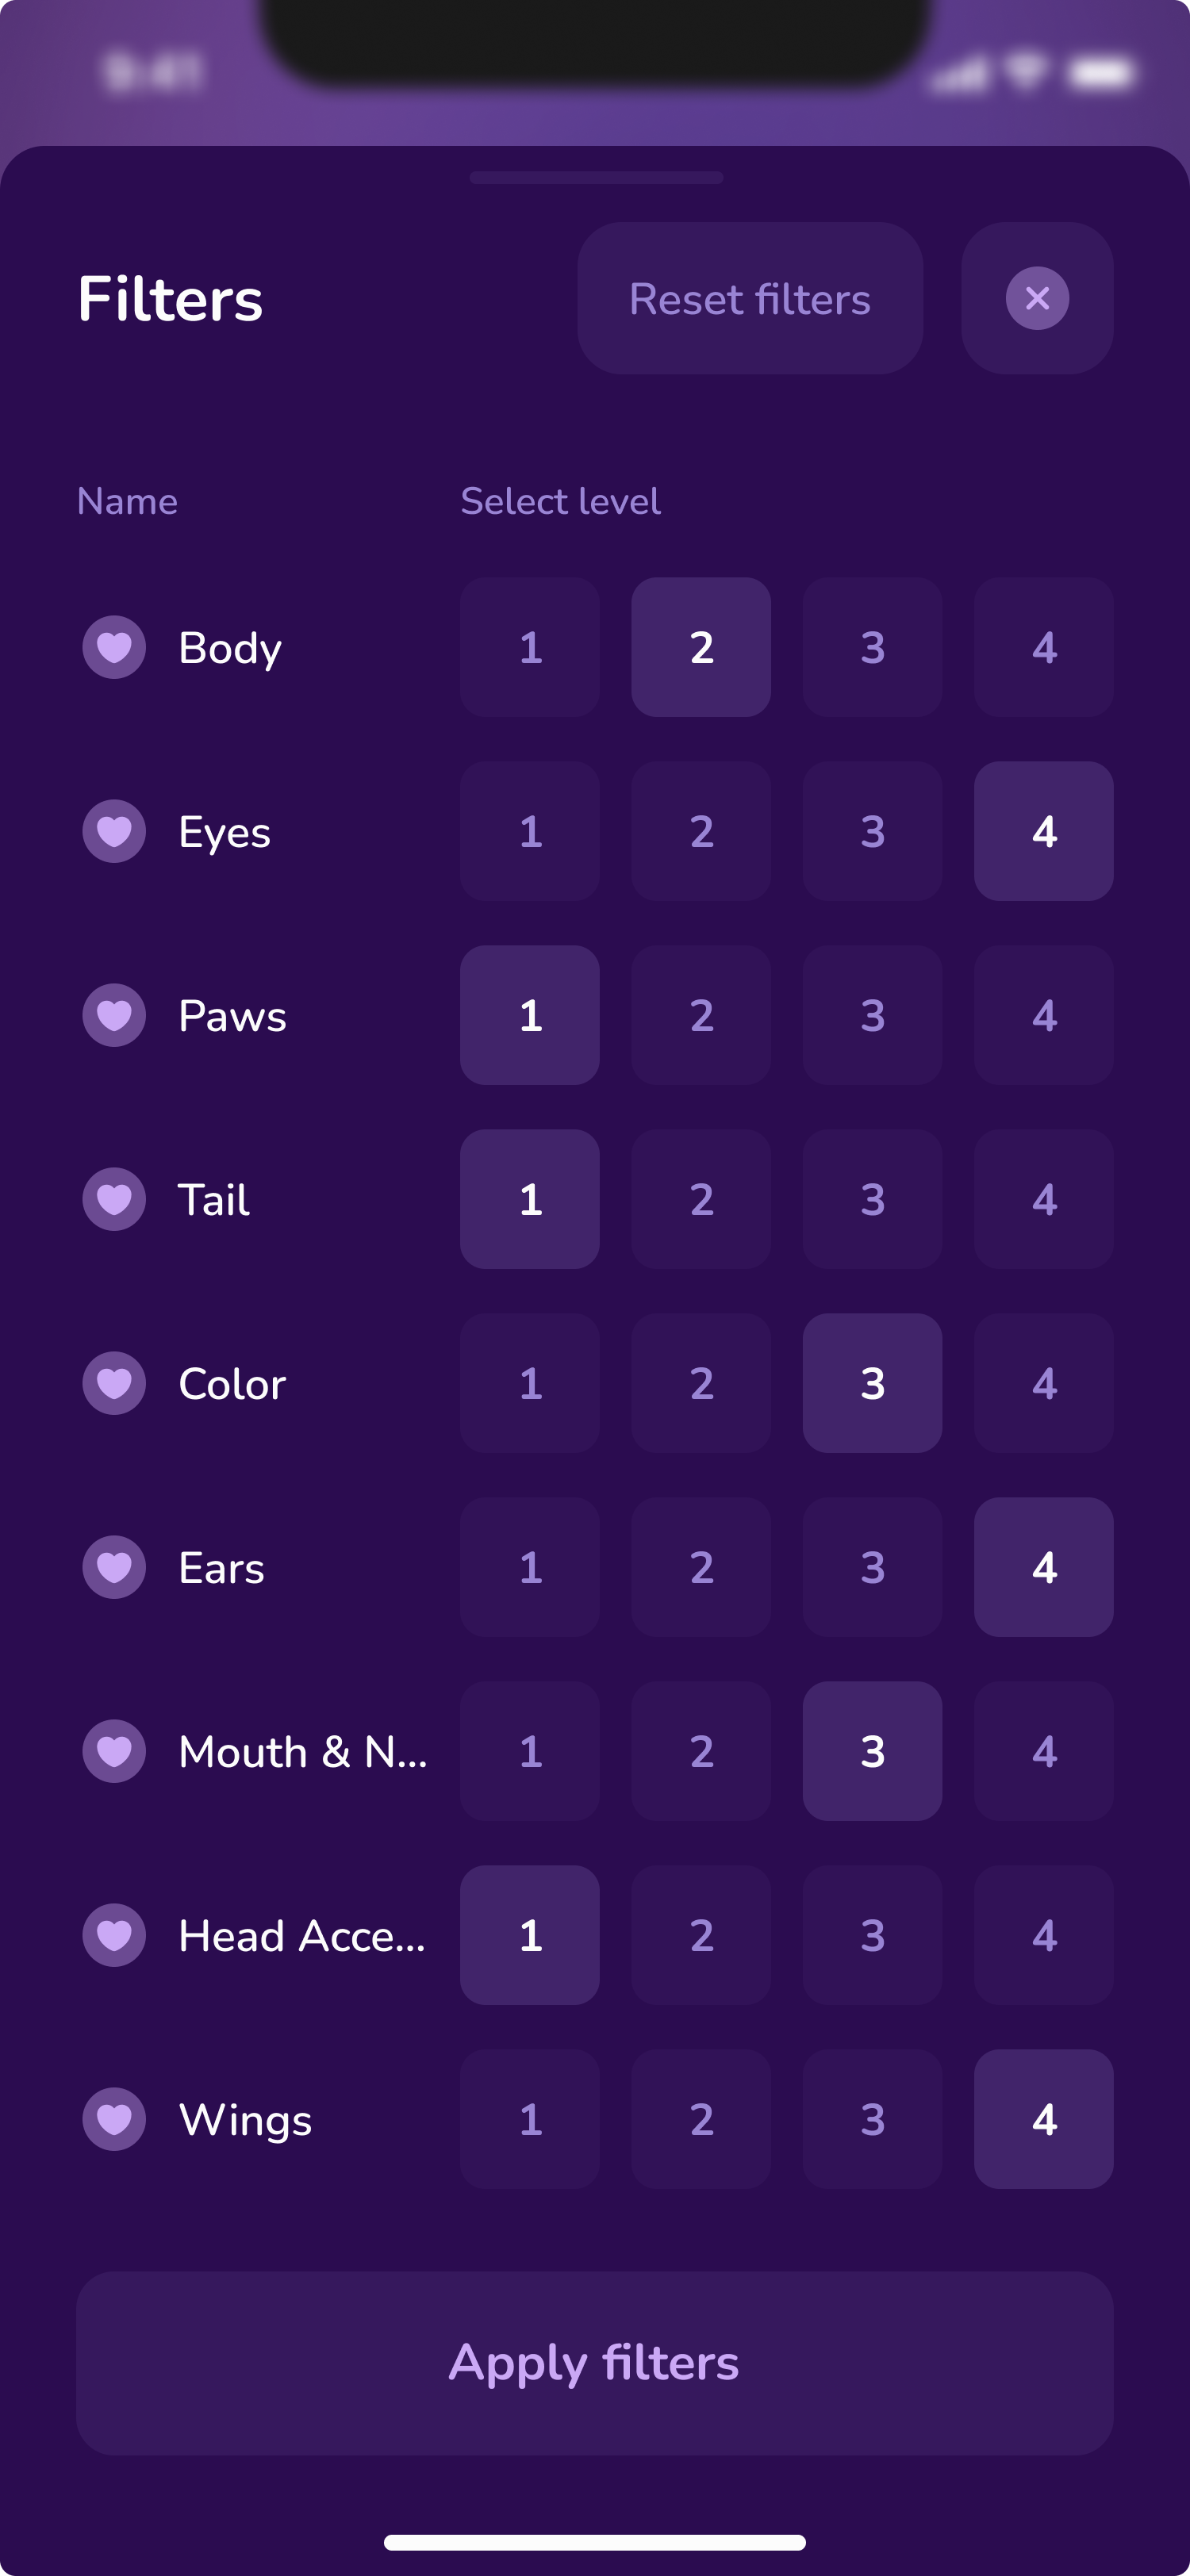 9:41
Filters
Reset filters
Name
Select level
Body 1 2 3 4
Eyes 1 2 3 4
Paws 1 2 3 4
Tail 1 2 3 4
Color 1 2 3 4
Ears 1 2 3 4
Mouth & N... 1 2 3 4
Head Acce... 1 2 3 4
Wings 1 2 3 4
Apply filters